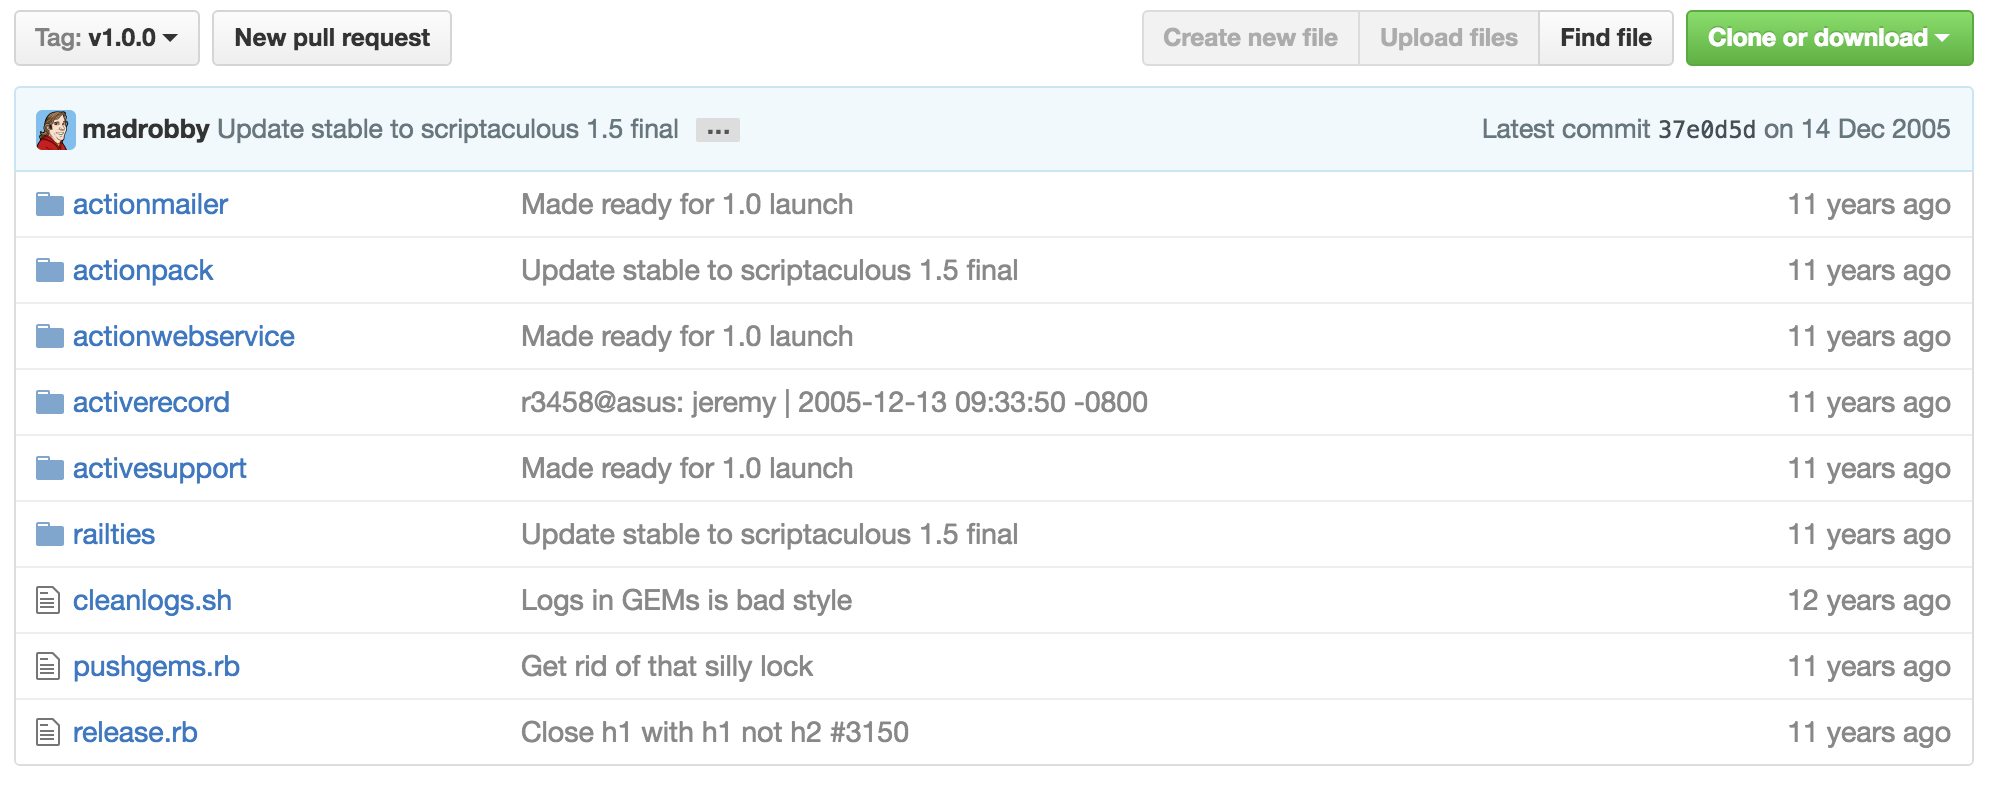 Tag: v1.0.0 New pull request Create new file Upload files Find file Clone or download
madrobby Update stable to scriptaculous 1.5 final … Latest commit 37e0d5d on 14 Dec 2005
actionmailer Made ready for 1.0 launch 11 years ago
actionpack Update stable to scriptaculous 1.5 final 11 years ago
actionwebservice Made ready for 1.0 launch 11 years ago
activerecord r3458@asus: jeremy | 2005-12-13 09:33:50 -0800 11 years ago
activesupport Made ready for 1.0 launch 11 years ago
railties Update stable to scriptaculous 1.5 final 11 years ago
cleanlogs.sh Logs in GEMs is bad style 12 years ago
pushgems.rb Get rid of that silly lock 11 years ago
release.rb Close h1 with h1 not h2 #3150 11 years ago